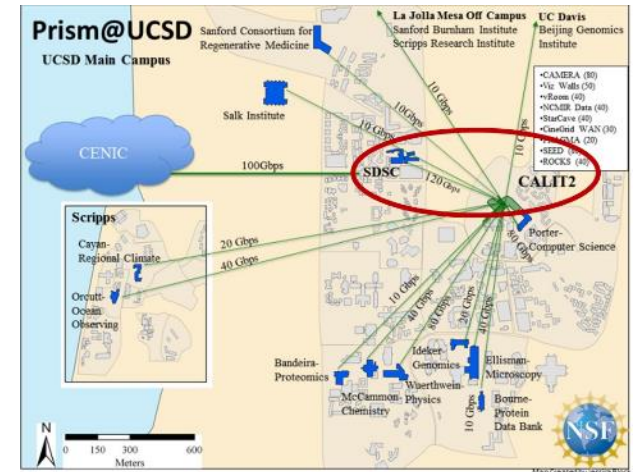 Prism@UCSD
UCSD Main Campus
Sanford Consortium for
Regenerative Medicine
La Jolla Mesa Off Campus
Sanford Burnham Institute
Scripps Research Institute
UC Davis
Beijing Genomics
Institute
•CAMERA (80)
•Viz Walls (50)
•vRoom (40)
•NCMIR Data (40)
•StarCave (40)
•CineGrid WAN (30)
(20)
•SEED
•ROCKS (40)
Salk Institute
10 Gbps
10Gbps
10 Gbps
10 Gbps
CENIC
100Gbps
SDSC
120 Gbps
CALIT2
Porter-
Computer Science
80 Gbps
Scripps
Cayan-
Regional Climate
Orcutt-
Ocean
Observing
20 Gbps
40 Gbps
10 Gbps
40 Gbps
80 Gbps
20 Gbps
40 Gbps
Bandeira-
Proteomics
McCammon-
Chemistry
Wuerthwein-
Physics
Ideker-
Genomics
Ellisman-
Microscopy
10 Gbps
Bourne-
Protein
Data Bank
N
0 150 300 600
Meters
NSF